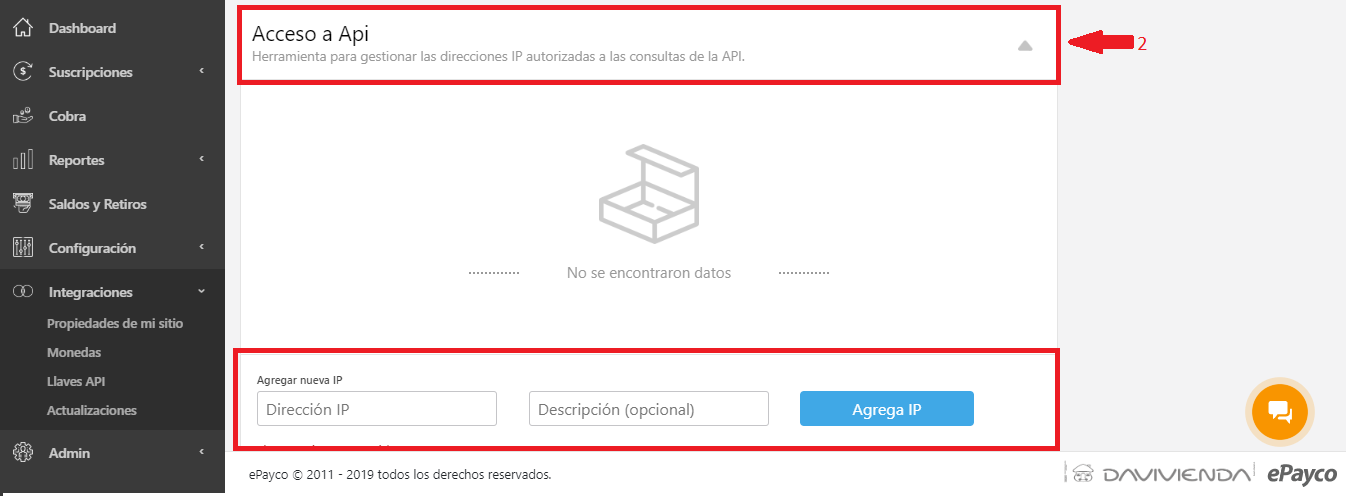 Dashboard
Suscripciones
Cobra
Reportes
Saldos y Retiros
Configuración
Integraciones
Propiedades de mi sitio
Monedas
Llaves API
Actualizaciones
Admin
Acceso a Api
Herramienta para gestionar las direcciones IP autorizadas a las consultas de la API.
2
No se encontraron datos
Agregar nueva IP
Dirección IP
Descripción (opcional)
Agrega IP
ePayco © 2011 - 2019 todos los derechos reservados.
DAVIVIENDA
ePayco